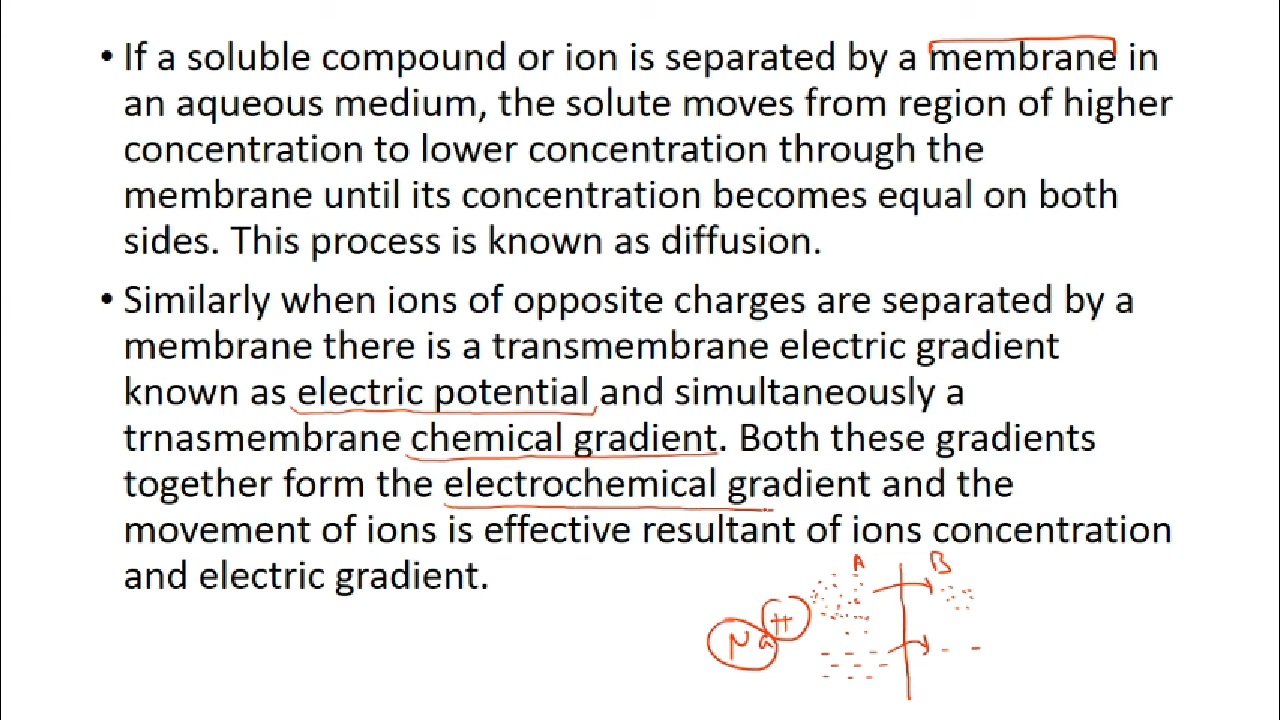 • If a soluble compound or ion is separated by a membrane in
an aqueous medium, the solute moves from region of higher
concentration to lower concentration through the
membrane until its concentration becomes equal on both
sides. This process is known as diffusion.
• Similarly when ions of opposite charges are separated by a
membrane there is a transmembrane electric gradient
known as electric potential and simultaneously a
trnasmembrane chemical gradient. Both these gradients
together form the electrochemical gradient and the
movement of ions is effective resultant of ions concentration
and electric gradient.
A B
H
Na